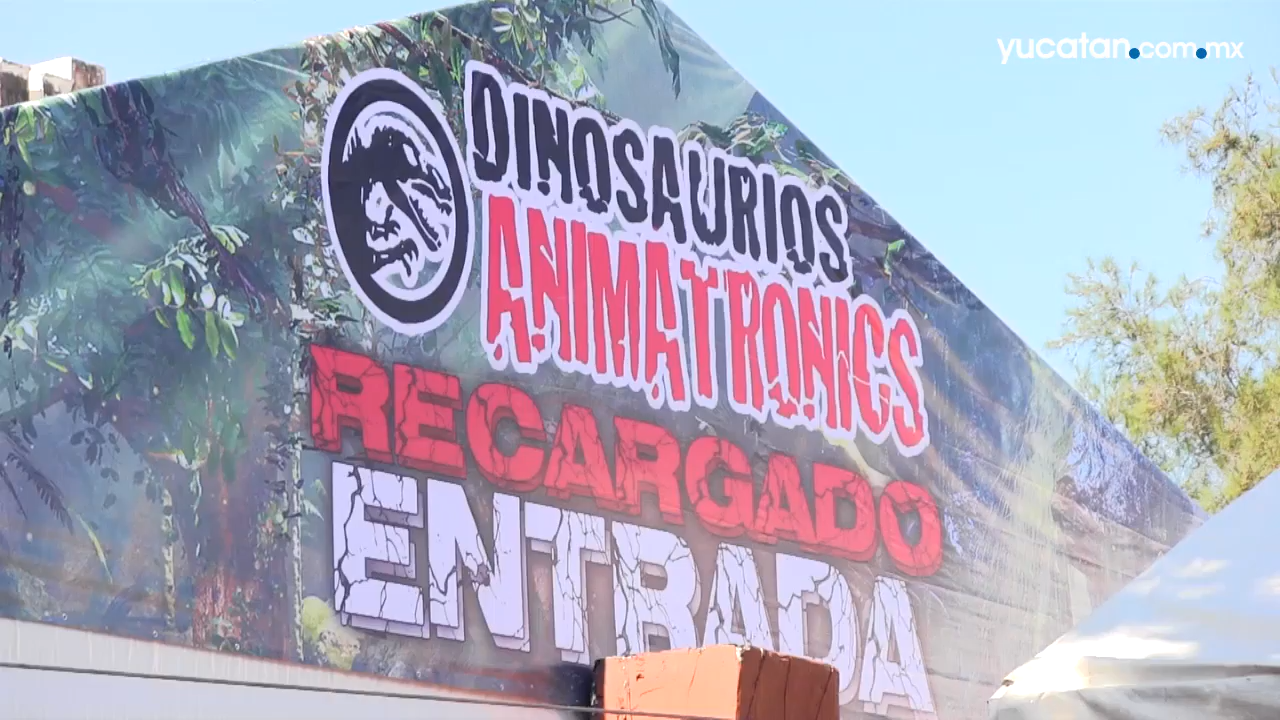 yucatan.com.mx
DINOSAURIOS
ANIMATRONICS
RECARGADO
ENTRADA